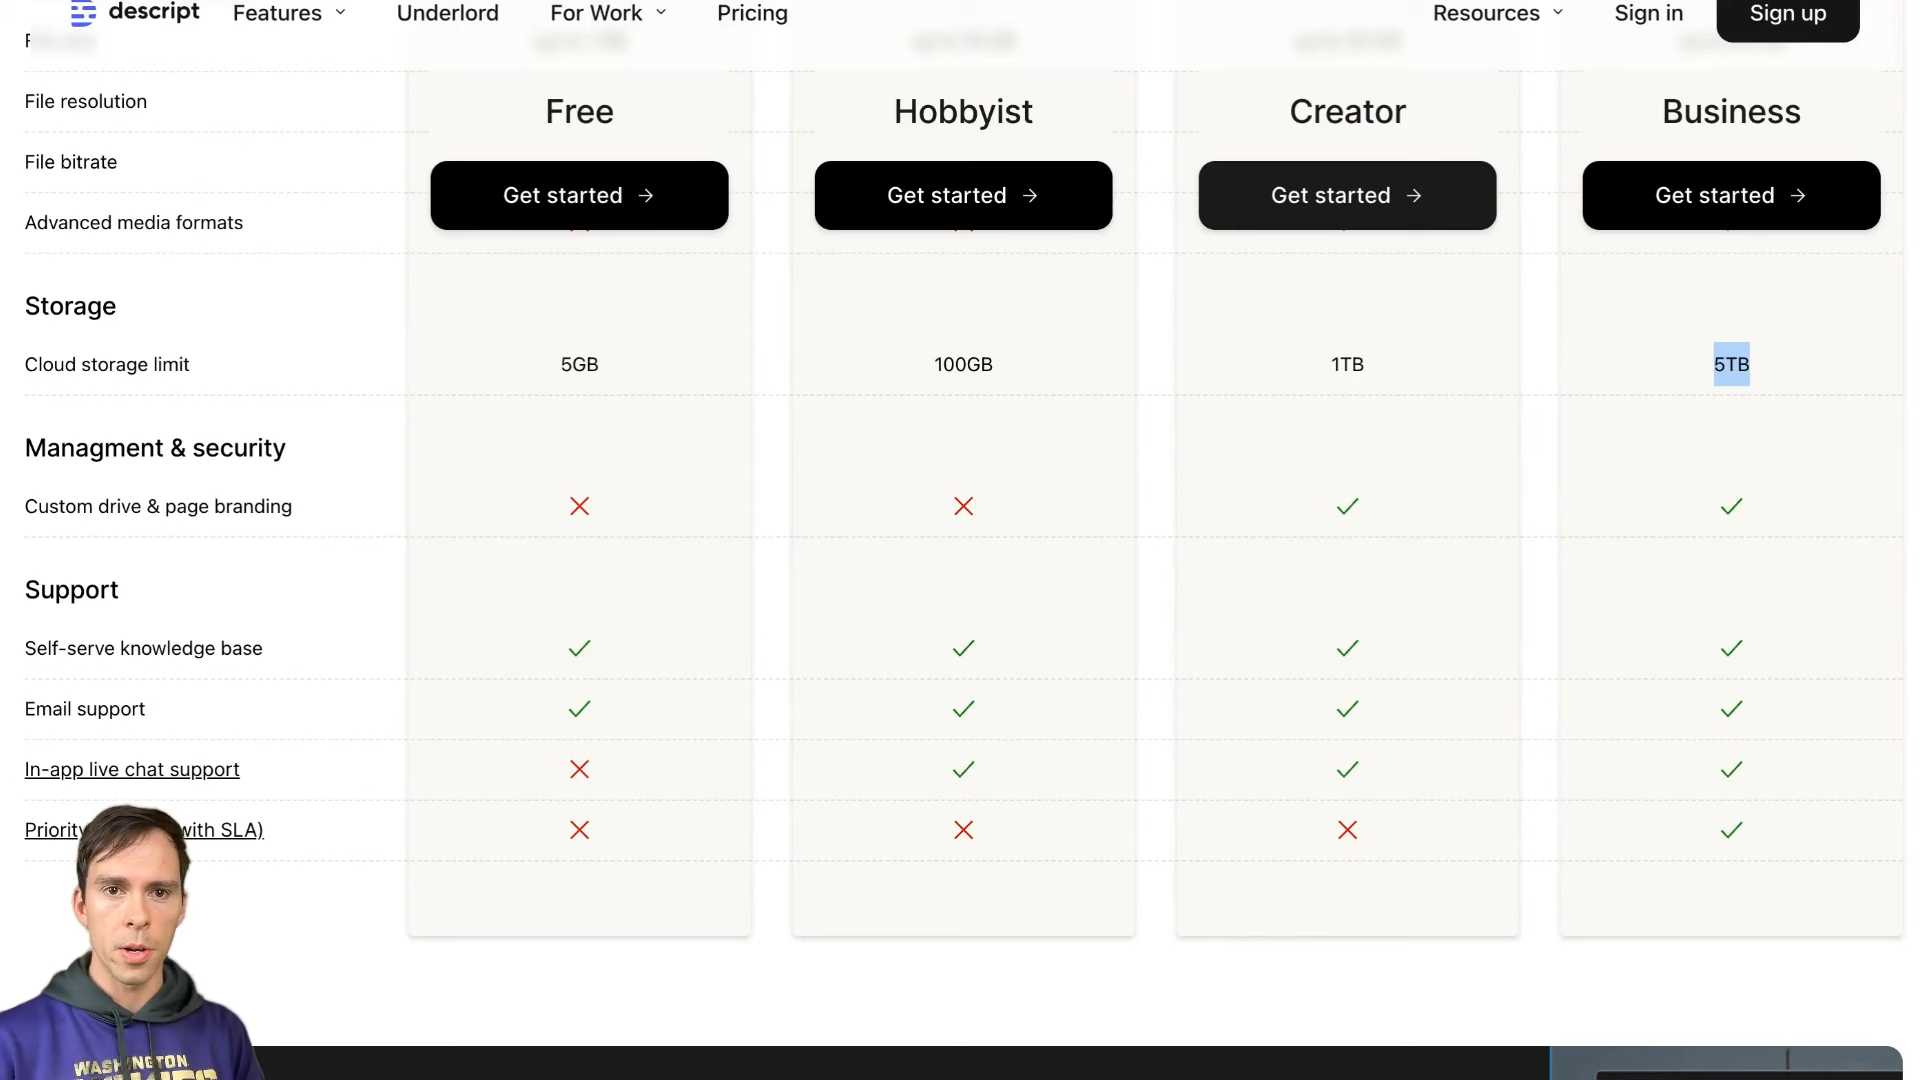 descript Features Underlord For Work Pricing Resources Sign in Sign up
File resolution
Free Hobbyist Creator Business
File bitrate
Get started → Get started → Get started → Get started →
Advanced media formats
Storage
Cloud storage limit 5GB 100GB 1TB 5TB
Managment & security
Custom drive & page branding
Support
Self-serve knowledge base
Email support
In-app live chat support
Priority with SLA)
WASHINGTON